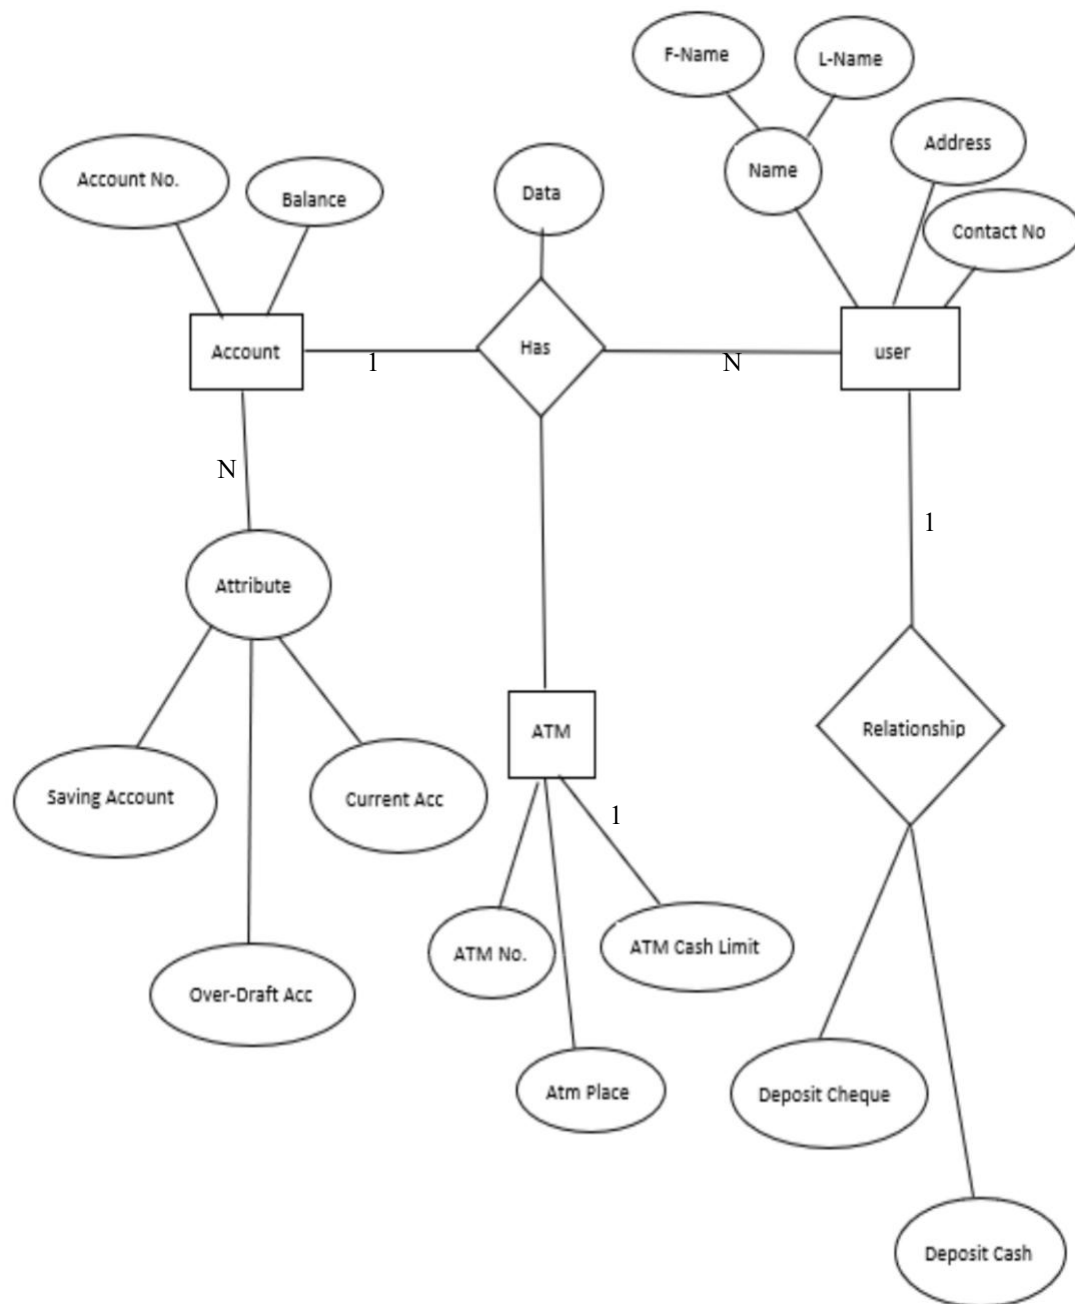 F-Name
L-Name
Address
Account No.
Balance
Data
Name
Contact No
Account
1
Has
N
user
N
1
Attribute
ATM
Relationship
Saving Account
Current Acc
1
Over-Draft Acc
ATM No.
ATM Cash Limit
Atm Place
Deposit Cheque
Deposit Cash